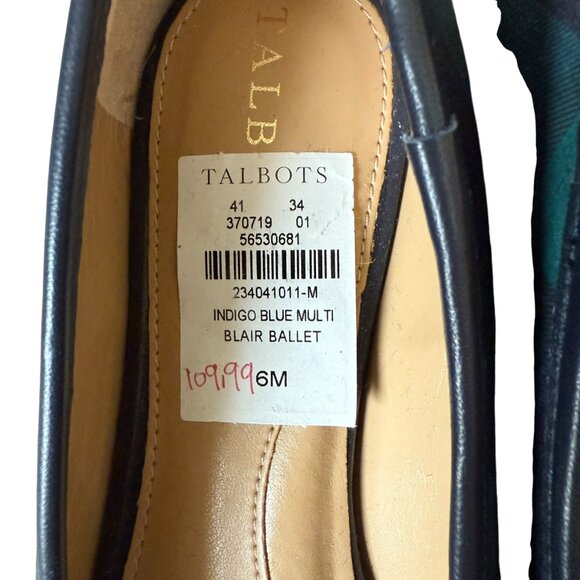 TALB
TALBOTS
41 34
370719 01
56530681
234041011-M
INDIGO BLUE MULTI
BLAIR BALLET
109,99 6M